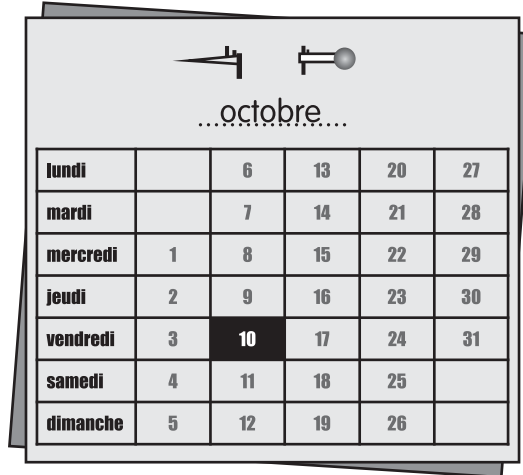 octobre
lundi 6 13 20 27
mardi 7 14 21 28
mercredi 1 8 15 22 29
jeudi 2 9 16 23 30
vendredi 3 10 17 24 31
samedi 4 11 18 25
dimanche 5 12 19 26